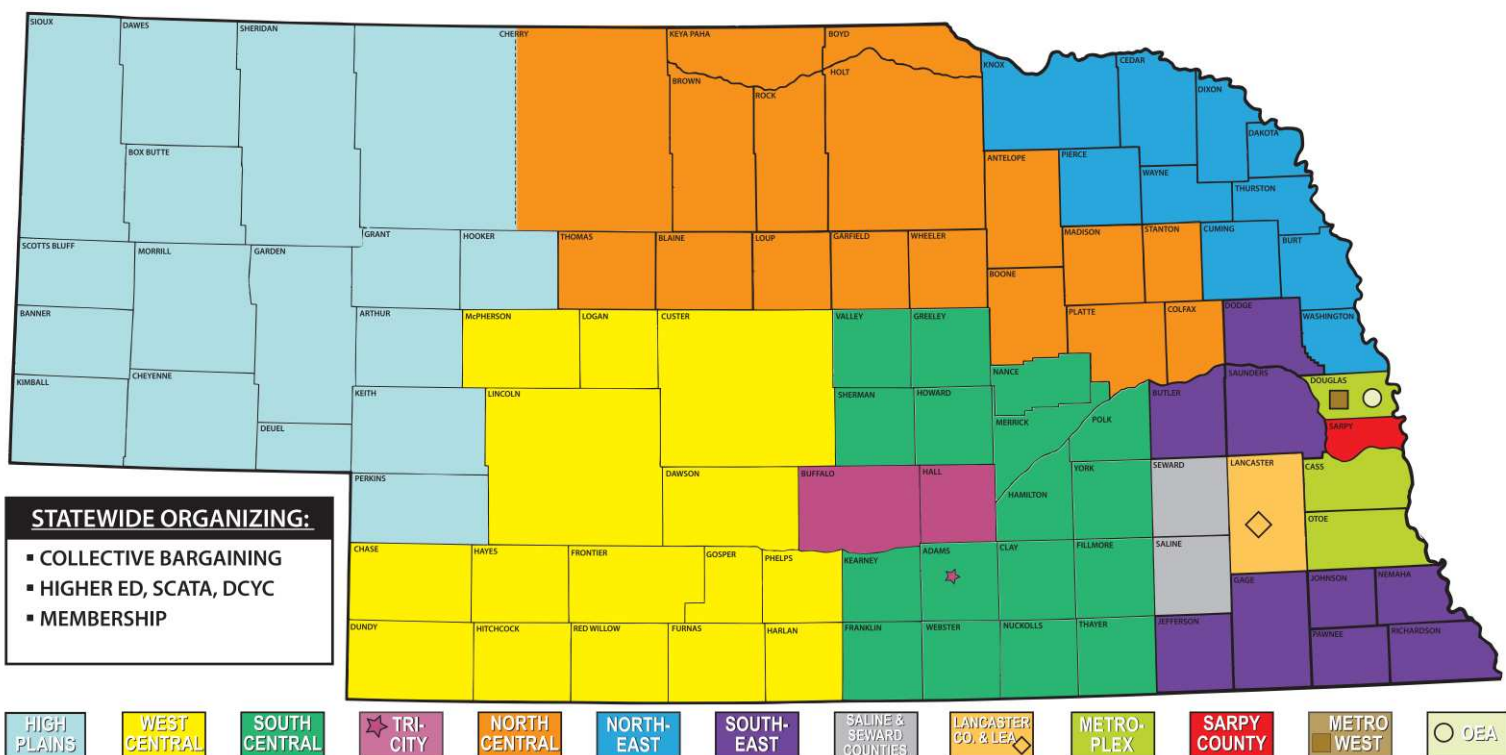 SIOUX
DAWES
SHERIDAN
CHERRY
KEYA PAHA
BOYD
BROWN
ROCK
HOLT
KNOX
CEDAR
DIXON
DAKOTA
BOX BUTTE
ANTELOPE
PIERCE
WAYNE
THURSTON
SCOTTS BLUFF
MORRILL
GARDEN
GRANT
HOOKER
THOMAS
BLAINE
LOUP
GARFIELD
WHEELER
BOONE
MADISON
STANTON
CUMING
BURT
BANNER
ARTHUR
McPHERSON
LOGAN
CUSTER
VALLEY
GREELEY
PLATTE
COLFAX
DODGE
WASHINGTON
KIMBALL
CHEYENNE
DEUEL
KEITH
LINCOLN
SHERMAN
HOWARD
NANCE
MERRICK
POLK
BUTLER
SAUNDERS
DOUGLAS
SARPY
PERKINS
DAWSON
BUFFALO
HALL
HAMILTON
YORK
SEWARD
LANCASTER
CASS
OTOE
CHASE
HAYES
FRONTIER
GOSPER
PHELPS
KEARNEY
ADAMS
CLAY
FILLMORE
SALINE
GAGE
JOHNSON
NEMAHA
DUNDY
HITCHCOCK
RED WILLOW
FURNAS
HARLAN
FRANKLIN
WEBSTER
NUCKOLLS
THAYER
JEFFERSON
PAWNEE
RICHARDSON
STATEWIDE ORGANIZING:
▪ COLLECTIVE BARGAINING
▪ HIGHER ED, SCATA, DCYC
▪ MEMBERSHIP
HIGH
PLAINS
WEST
CENTRAL
SOUTH
CENTRAL
TRI-
CITY
NORTH
CENTRAL
NORTH-
EAST
SOUTH-
EAST
SALINE &
SEWARD
COUNTIES
LANCASTER
CO. & LEA
METRO-
PLEX
SARPY
COUNTY
METRO
WEST
OEA